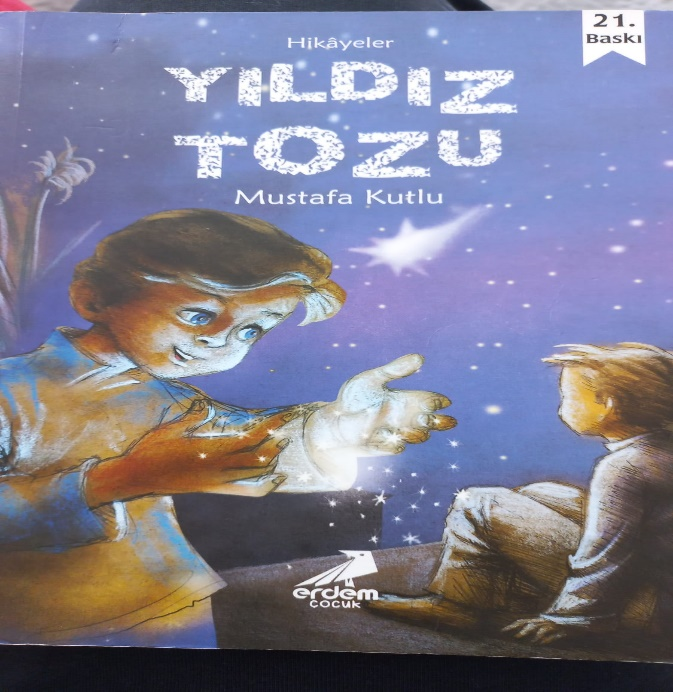 21.
Baskı
Hikâyeler
YILDIZ
TOZU
Mustafa Kutlu
erdem
ÇOCUK